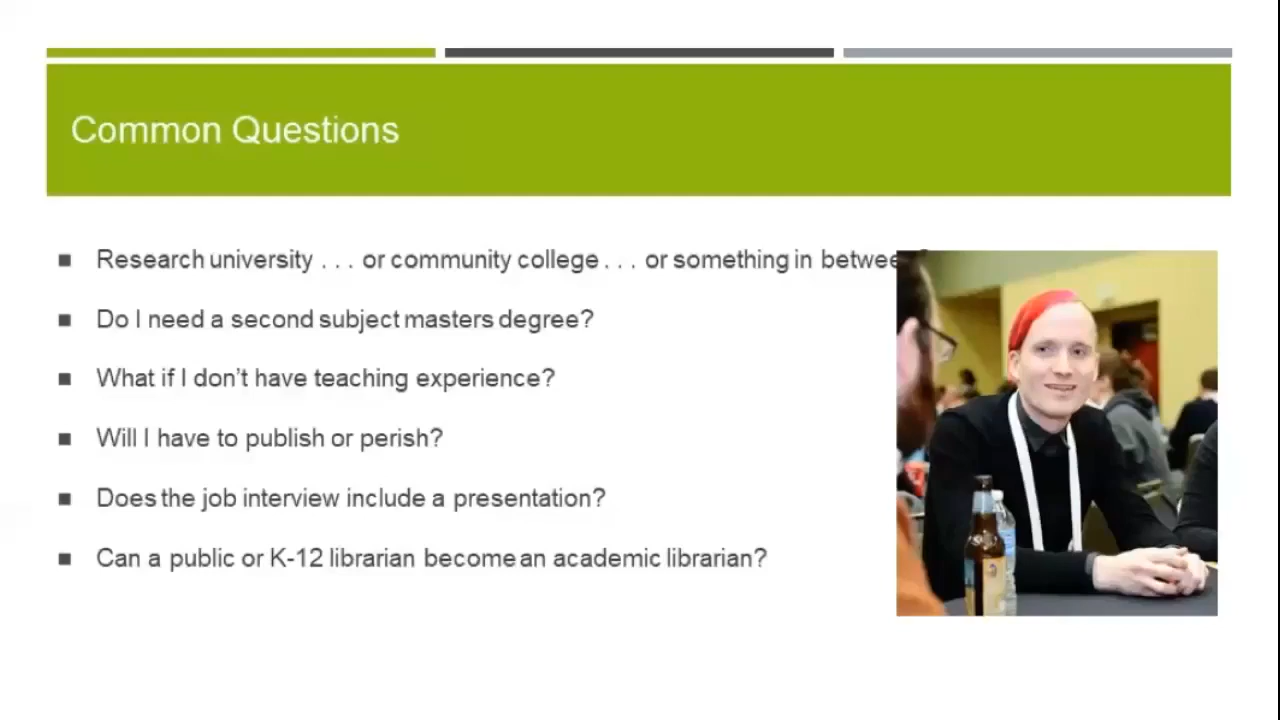 Common Questions
Research university . . . or community college . . . or something in betwee
Do I need a second subject masters degree?
What if I don't have teaching experience?
Will I have to publish or perish?
Does the job interview include a presentation?
Can a public or K-12 librarian become an academic librarian?